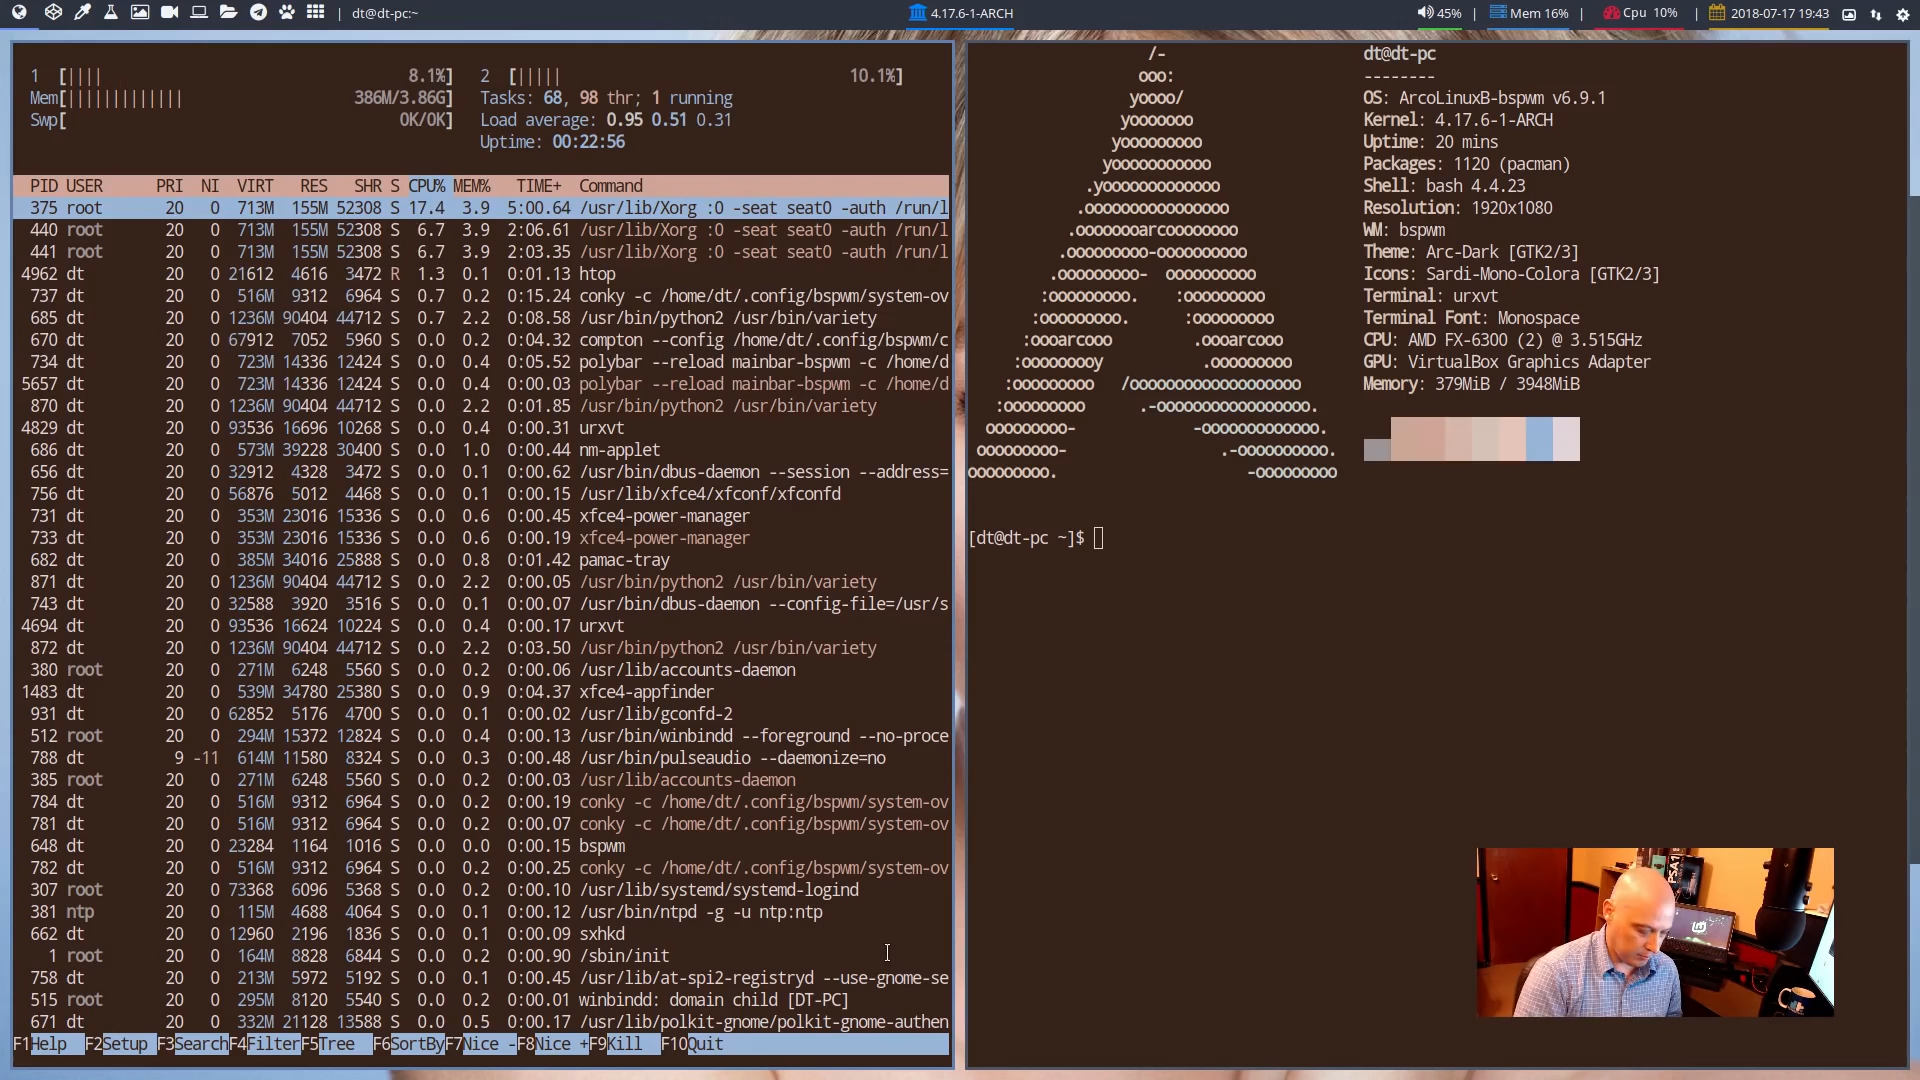 dt@dt-pc:~
4.17.6-1-ARCH
45% | Mem 16% | Cpu 10% | 2018-07-17 19:43
1 [|||| 8.1%] 2 [||||| 10.1%]
Mem[||||||||||||| 386M/3.86G] Tasks: 68, 98 thr; 1 running
Swp[ 0K/0K] Load average: 0.95 0.51 0.31
Uptime: 00:22:56
PID USER PRI NI VIRT RES SHR S CPU% MEM% TIME+ Command
375 root 20 0 713M 155M 52308 S 17.4 3.9 5:00.64 /usr/lib/Xorg :0 -seat seat0 -auth /run/l
440 root 20 0 713M 155M 52308 S 6.7 3.9 2:06.61 /usr/lib/Xorg :0 -seat seat0 -auth /run/l
441 root 20 0 713M 155M 52308 S 6.7 3.9 2:03.35 /usr/lib/Xorg :0 -seat seat0 -auth /run/l
4962 dt 20 0 21612 4616 3472 R 1.3 0.1 0:01.13 htop
737 dt 20 0 516M 9312 6964 S 0.7 0.2 0:15.24 conky -c /home/dt/.config/bspwm/system-ov
685 dt 20 0 1236M 90404 44712 S 0.7 2.2 0:08.58 /usr/bin/python2 /usr/bin/variety
670 dt 20 0 67912 7052 5960 S 0.0 0.2 0:04.32 compton --config /home/dt/.config/bspwm/c
734 dt 20 0 723M 14336 12424 S 0.0 0.4 0:05.52 polybar --reload mainbar-bspwm -c /home/d
5657 dt 20 0 723M 14336 12424 S 0.0 0.4 0:00.03 polybar --reload mainbar-bspwm -c /home/d
870 dt 20 0 1236M 90404 44712 S 0.0 2.2 0:01.85 /usr/bin/python2 /usr/bin/variety
4829 dt 20 0 93536 16696 10268 S 0.0 0.4 0:00.31 urxvt
686 dt 20 0 573M 39228 30400 S 0.0 1.0 0:00.44 nm-applet
656 dt 20 0 32912 4328 3472 S 0.0 0.1 0:00.62 /usr/bin/dbus-daemon --session --address=
756 dt 20 0 56876 5012 4468 S 0.0 0.1 0:00.15 /usr/lib/xfce4/xfconf/xfconfd
731 dt 20 0 353M 23016 15336 S 0.0 0.6 0:00.45 xfce4-power-manager
733 dt 20 0 353M 23016 15336 S 0.0 0.6 0:00.19 xfce4-power-manager
682 dt 20 0 385M 34016 25888 S 0.0 0.8 0:01.42 pamac-tray
871 dt 20 0 1236M 90404 44712 S 0.0 2.2 0:00.05 /usr/bin/python2 /usr/bin/variety
743 dt 20 0 32588 3920 3516 S 0.0 0.1 0:00.07 /usr/bin/dbus-daemon --config-file=/usr/s
4694 dt 20 0 93536 16624 10224 S 0.0 0.4 0:00.17 urxvt
872 dt 20 0 1236M 90404 44712 S 0.0 2.2 0:03.50 /usr/bin/python2 /usr/bin/variety
380 root 20 0 271M 6248 5560 S 0.0 0.2 0:00.06 /usr/lib/accounts-daemon
1483 dt 20 0 539M 34780 25380 S 0.0 0.9 0:04.37 xfce4-appfinder
931 dt 20 0 62852 5176 4700 S 0.0 0.1 0:00.02 /usr/lib/gconfd-2
512 root 20 0 294M 15372 12824 S 0.0 0.4 0:00.13 /usr/bin/winbindd --foreground --no-proce
788 dt 9 -11 614M 11580 8324 S 0.0 0.3 0:00.48 /usr/bin/pulseaudio --daemonize=no
385 root 20 0 271M 6248 5560 S 0.0 0.2 0:00.03 /usr/lib/accounts-daemon
784 dt 20 0 516M 9312 6964 S 0.0 0.2 0:00.19 conky -c /home/dt/.config/bspwm/system-ov
781 dt 20 0 516M 9312 6964 S 0.0 0.2 0:00.07 conky -c /home/dt/.config/bspwm/system-ov
648 dt 20 0 23284 1164 1016 S 0.0 0.0 0:00.15 bspwm
782 dt 20 0 516M 9312 6964 S 0.0 0.2 0:00.25 conky -c /home/dt/.config/bspwm/system-ov
307 root 20 0 73368 6096 5368 S 0.0 0.2 0:00.10 /usr/lib/systemd/systemd-logind
381 ntp 20 0 115M 4688 4064 S 0.0 0.1 0:00.12 /usr/bin/ntpd -g -u ntp:ntp
662 dt 20 0 12960 2196 1836 S 0.0 0.1 0:00.09 sxhkd
1 root 20 0 164M 8828 6844 S 0.0 0.2 0:00.90 /sbin/init
758 dt 20 0 213M 5972 5192 S 0.0 0.1 0:00.45 /usr/lib/at-spi2-registryd --use-gnome-se
515 root 20 0 295M 8120 5540 S 0.0 0.2 0:00.01 winbindd: domain child [DT-PC]
671 dt 20 0 332M 21128 13588 S 0.0 0.5 0:00.17 /usr/lib/polkit-gnome/polkit-gnome-authen
F1Help F2Setup F3SearchF4FilterF5Tree F6SortByF7Nice -F8Nice +F9Kill F10Quit
/-
ooo:
yoooo/
yooooooo
yooooooooo
yooooooooooo
.yooooooooooooo
.oooooooooooooooo
.oooooooarcooooooooo
.ooooooooo-oooooooooo
.ooooooooo- oooooooooo
:ooooooooo. :ooooooooo
:ooooooooo. :ooooooooo
:oooarcooo .oooarcooo
:ooooooooy .ooooooooo
:ooooooooo /ooooooooooooooooooo
:ooooooooo .-ooooooooooooooooo.
ooooooooo- -ooooooooooooo.
ooooooooo- .-oooooooooo.
ooooooooo. -ooooooooo
dt@dt-pc
--------
OS: ArcoLinuxB-bspwm v6.9.1
Kernel: 4.17.6-1-ARCH
Uptime: 20 mins
Packages: 1120 (pacman)
Shell: bash 4.4.23
Resolution: 1920x1080
WM: bspwm
Theme: Arc-Dark [GTK2/3]
Icons: Sardi-Mono-Colora [GTK2/3]
Terminal: urxvt
Terminal Font: Monospace
CPU: AMD FX-6300 (2) @ 3.515GHz
GPU: VirtualBox Graphics Adapter
Memory: 379MiB / 3948MiB
[dt@dt-pc ~]$